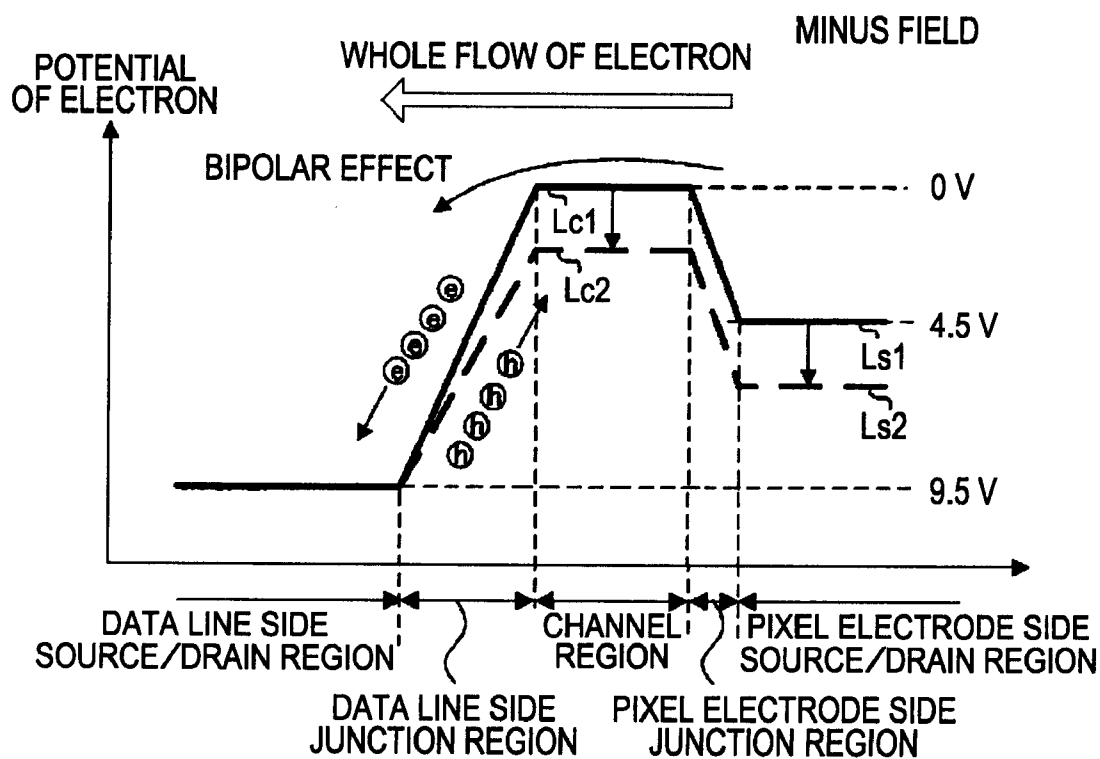 MINUS FIELD
WHOLE FLOW OF ELECTRON
POTENTIAL
OF ELECTRON
BIPOLAR EFFECT
0 V
Lc1
Lc2
4.5 V
Ls1
Ls2
e
e
e
e
h
h
h
h
9.5 V
DATA LINE SIDE
SOURCE/DRAIN REGION
CHANNEL
REGION
PIXEL ELECTRODE SIDE
SOURCE/DRAIN REGION
DATA LINE SIDE
JUNCTION REGION
PIXEL ELECTRODE SIDE
JUNCTION REGION